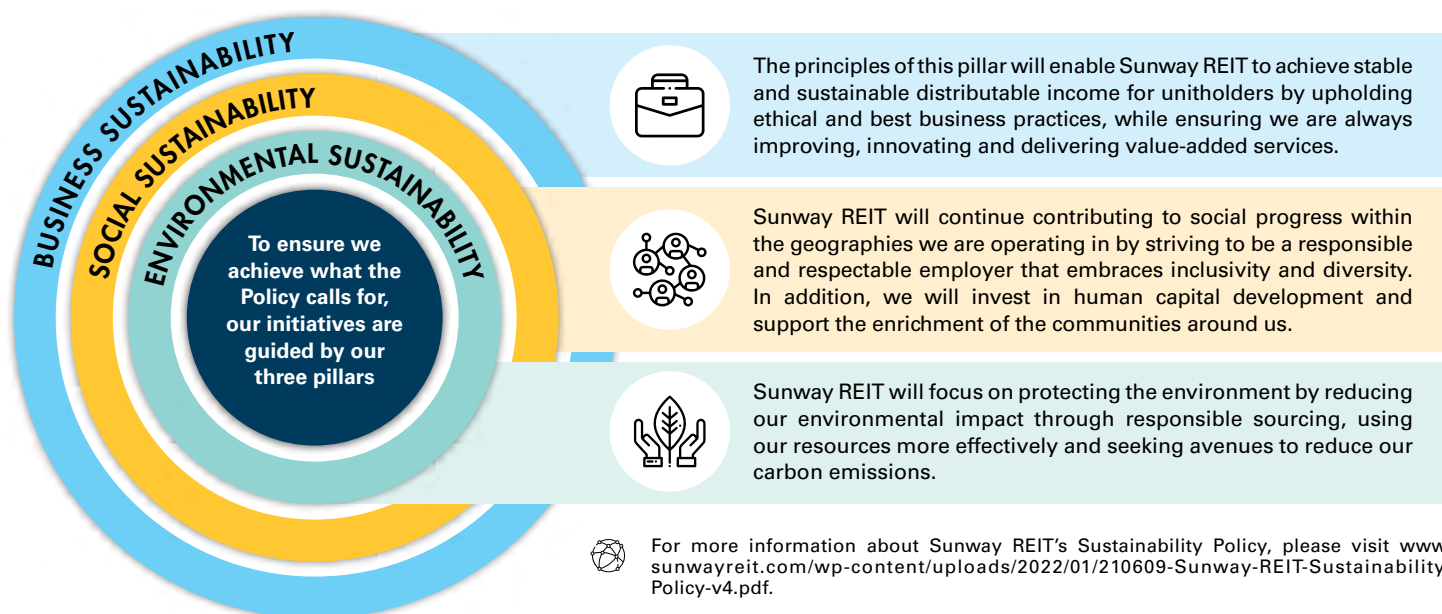 BUSINESS SUSTAINABILITY
SOCIAL SUSTAINABILITY
ENVIRONMENTAL SUSTAINABILITY
To ensure we
achieve what the
Policy calls for,
our initiatives are
guided by our
three pillars
The principles of this pillar will enable Sunway REIT to achieve stable
and sustainable distributable income for unitholders by upholding
ethical and best business practices, while ensuring we are always
improving, innovating and delivering value-added services.
Sunway REIT will continue contributing to social progress within
the geographies we are operating in by striving to be a responsible
and respectable employer that embraces inclusivity and diversity.
In addition, we will invest in human capital development and
support the enrichment of the communities around us.
Sunway REIT will focus on protecting the environment by reducing
our environmental impact through responsible sourcing, using
our resources more effectively and seeking avenues to reduce our
carbon emissions.
For more information about Sunway REIT's Sustainability Policy, please visit www
sunwayreit.com/wp-content/uploads/2022/01/210609-Sunway-REIT-Sustainability
Policy-v4.pdf.